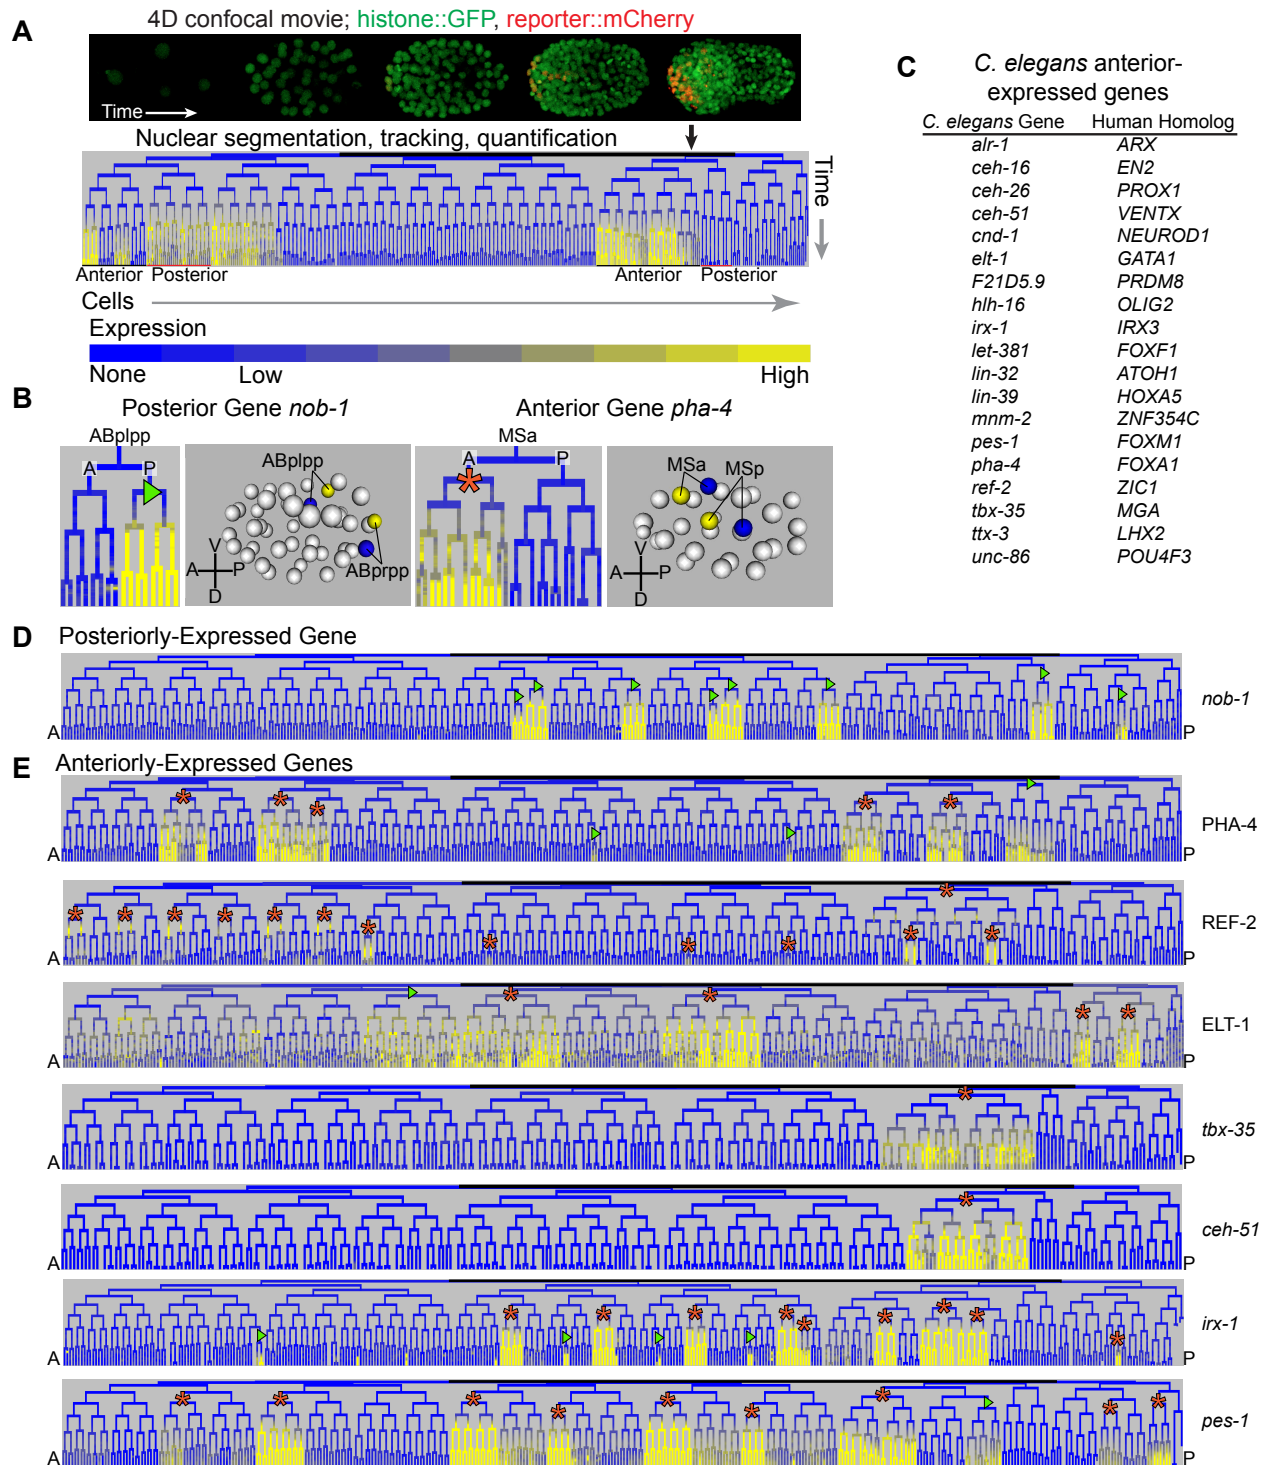 A
4D confocal movie; histone::GFP, reporter::mCherry
Time
Nuclear segmentation, tracking, quantification
Time
Anterior Posterior Anterior Posterior
Cells
Expression
None Low High
B
Posterior Gene nob-1 Anterior Gene pha-4
ABplpp
A P
ABplpp
ABprpp
V
A P
D
MSa
A P
MSa MSp
V
A P
D
C
C. elegans anterior-
expressed genes
C. elegans Gene Human Homolog
alr-1 ARX
ceh-16 EN2
ceh-26 PROX1
ceh-51 VENTX
cnd-1 NEUROD1
elt-1 GATA1
F21D5.9 PRDM8
hlh-16 OLIG2
irx-1 IRX3
let-381 FOXF1
lin-32 ATOH1
lin-39 HOXA5
mnm-2 ZNF354C
pes-1 FOXM1
pha-4 FOXA1
ref-2 ZIC1
tbx-35 MGA
ttx-3 LHX2
unc-86 POU4F3
D Posteriorly-Expressed Gene
A P nob-1
E Anteriorly-Expressed Genes
A P PHA-4
A P REF-2
A P ELT-1
A P tbx-35
A P ceh-51
A P irx-1
A P pes-1